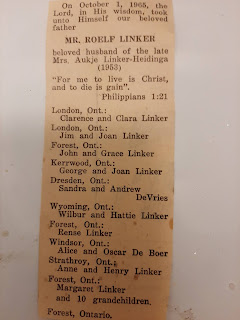 On October 1, 1965, the
Lord, in His wisdom, took
unto Himself our beloved
father
MR. ROELF LINKER
beloved husband of the late
Mrs. Aukje Linker-Heidinga
(1953)
"For me to live is Christ,
and to die is gain".
Philippians 1:21
London, Ont.:
Clarence and Clara Linker
London, Ont.:
Jim and Joan Linker
Forest, Ont.:
John and Grace Linker
Kerrwood, Ont.:
George and Joan Linker
Dresden, Ont.:
Sandra and Andrew
DeVries
Wyoming, Ont.:
Wilbur and Hattie Linker
Forest, Ont.:
Rense Linker
Windsor, Ont.:
Alice and Oscar De Boer
Strathroy, Ont.:
Anne and Henry Linker
Forest, Ont.:
Margaret Linker
and 10 grandchildren.
Forest, Ontario.